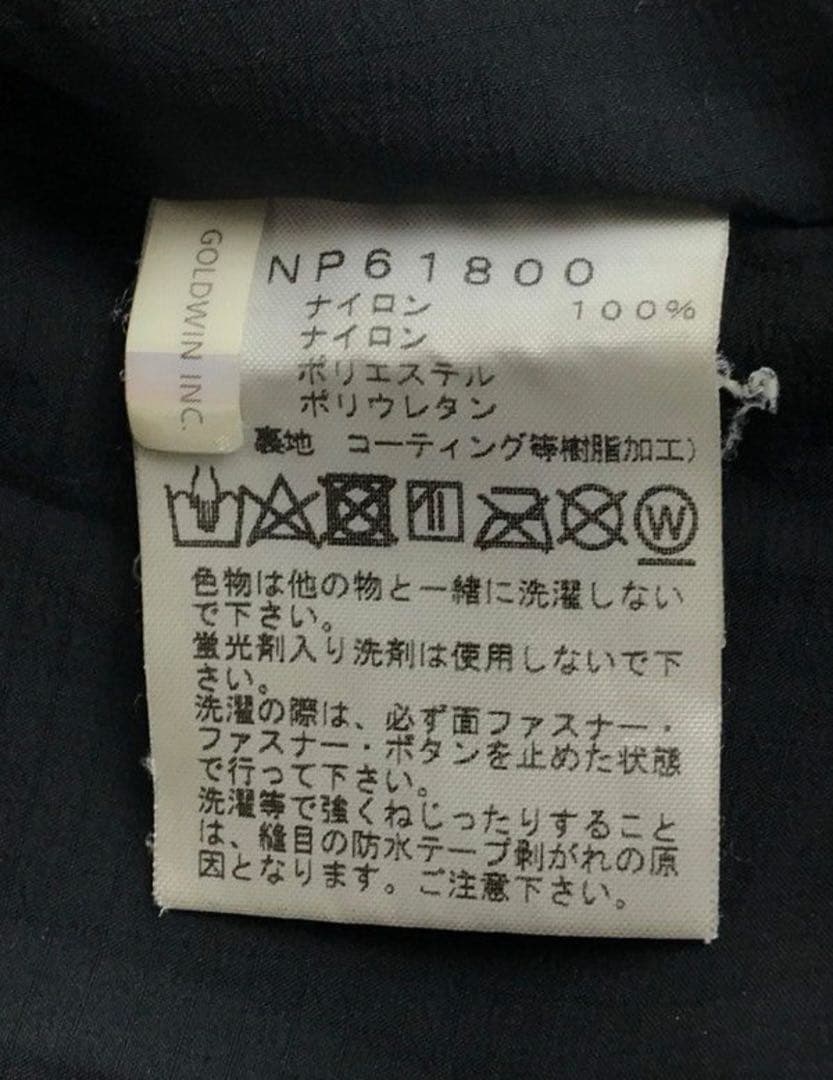 GOLDWIN INC.
NP61800
ナイロン 100%
ナイロン
ポリエステル
ポリウレタン
裏地 コーティング等樹脂加工)
W
色物は他の物と一緒に洗濯しない
で下さい。
蛍光剤入り洗剤は使用しないで下
さい。
洗濯の際は、必ず面ファスナー・
ファスナー・ボタンを止めた状態
で行って下さい。
洗濯等で強くねじったりすること
は、縫目の防水テープ剥がれの原
因となります。ご注意下さい。